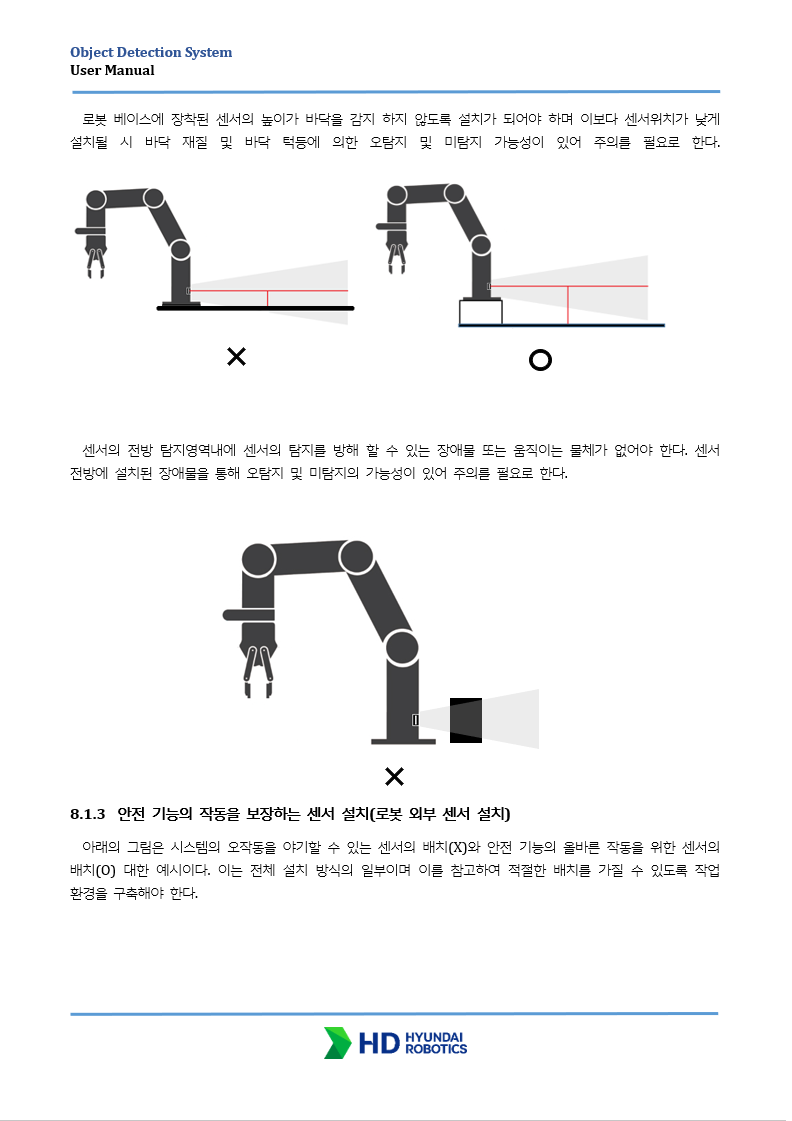 Object Detection System
User Manual
로봇 베이스에 장착된 센서의 높이가 바닥을 감지 하지 않도록 설치가 되어야 하며 이보다 센서위치가 낮게
설치될 시 바닥 재질 및 바닥 턱등에 의한 오탐지 및 미탐지 가능성이 있어 주의를 필요로 한다.
센서의 전방 탐지영역내에 센서의 탐지를 방해 할 수 있는 장애물 또는 움직이는 물체가 없어야 한다. 센서
전방에 설치된 장애물을 통해 오탐지 및 미탐지의 가능성이 있어 주의를 필요로 한다.
8.1.3 안전 기능의 작동을 보장하는 센서 설치(로봇 외부 센서 설치)
아래의 그림은 시스템의 오작동을 야기할 수 있는 센서의 배치(X)와 안전 기능의 올바른 작동을 위한 센서의
배치(O) 대한 예시이다. 이는 전체 설치 방식의 일부이며 이를 참고하여 적절한 배치를 가질 수 있도록 작업
환경을 구축해야 한다.
HD HYUNDAI
ROBOTICS